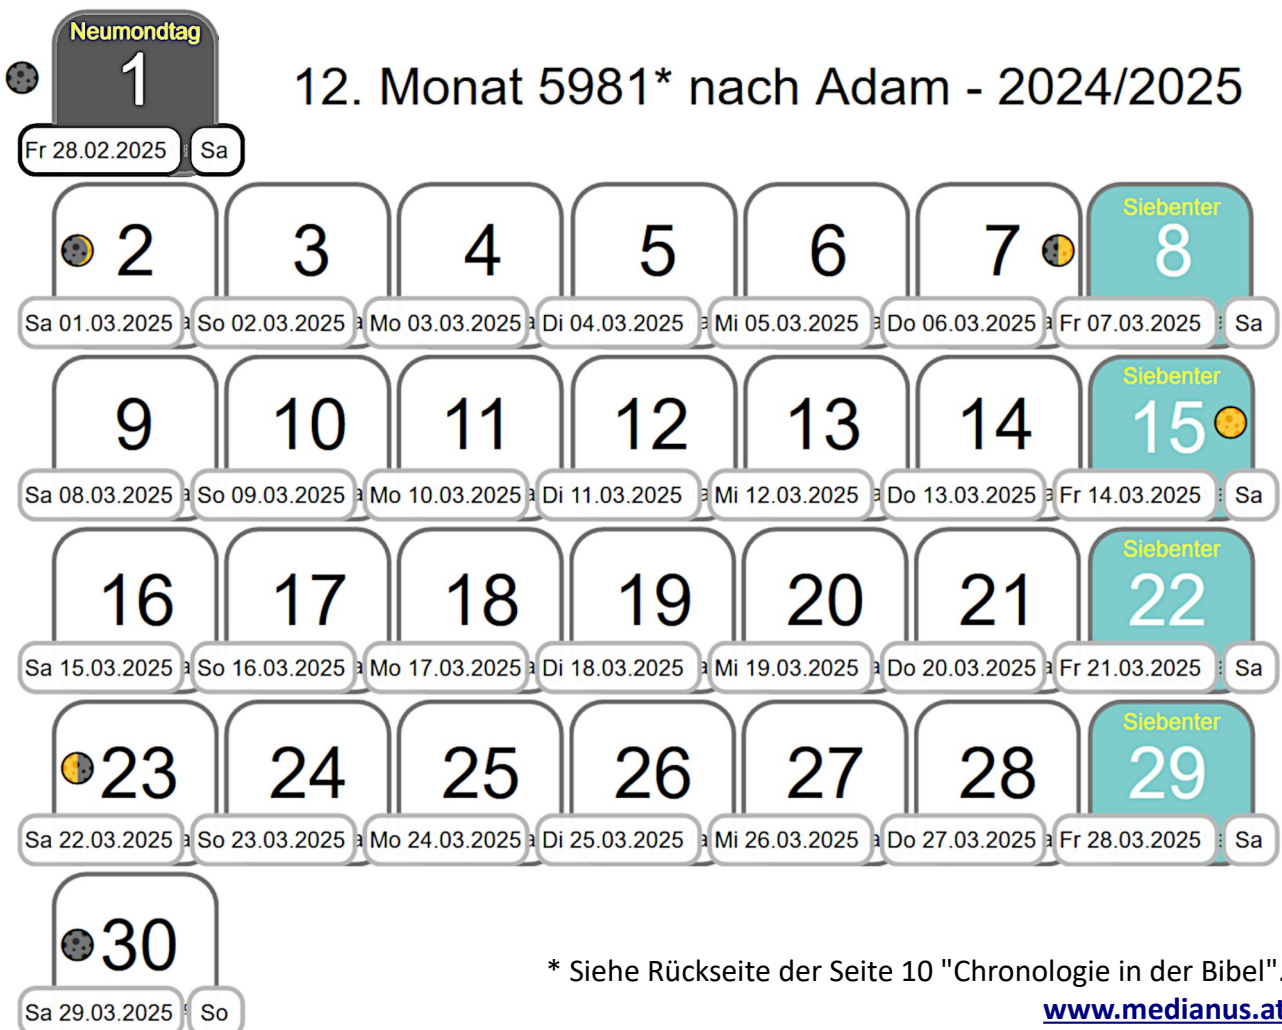 Neumondtag
1
12. Monat 5981* nach Adam - 2024/2025
Fr 28.02.2025 Sa
Siebenter
2 3 4 5 6 7 8
Sa 01.03.2025 So 02.03.2025 Mo 03.03.2025 Di 04.03.2025 Mi 05.03.2025 Do 06.03.2025 Fr 07.03.2025 Sa
Siebenter
9 10 11 12 13 14 15
Sa 08.03.2025 So 09.03.2025 Mo 10.03.2025 Di 11.03.2025 Mi 12.03.2025 Do 13.03.2025 Fr 14.03.2025 Sa
Siebenter
16 17 18 19 20 21 22
Sa 15.03.2025 So 16.03.2025 Mo 17.03.2025 Di 18.03.2025 Mi 19.03.2025 Do 20.03.2025 Fr 21.03.2025 Sa
Siebenter
23 24 25 26 27 28 29
Sa 22.03.2025 So 23.03.2025 Mo 24.03.2025 Di 25.03.2025 Mi 26.03.2025 Do 27.03.2025 Fr 28.03.2025 Sa
30
Sa 29.03.2025 So
* Siehe Rückseite der Seite 10 "Chronologie in der Bibel".
www.medianus.at